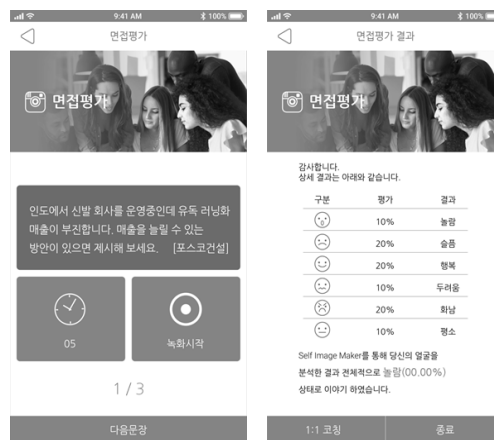 9:41 AM
100%
면접평가
면접평가
인도에서 신발 회사를 운영중인데 유독 러닝화
매출이 부진합니다. 매출을 늘릴 수 있는
방안이 있으면 제시해 보세요. [포스코건설]
05
녹화시작
1 / 3
다음문장
9:41 AM
100%
면접평가 결과
면접평가
감사합니다.
상세 결과는 아래와 같습니다.
구분 평가 결과
10% 놀람
20% 슬픔
20% 행복
10% 두려움
20% 화남
10% 평소
Self Image Maker를 통해 당신의 얼굴을
분석한 결과 전체적으로 놀람(00.00%)
상태로 이야기 하였습니다.
1:1 코칭
종료